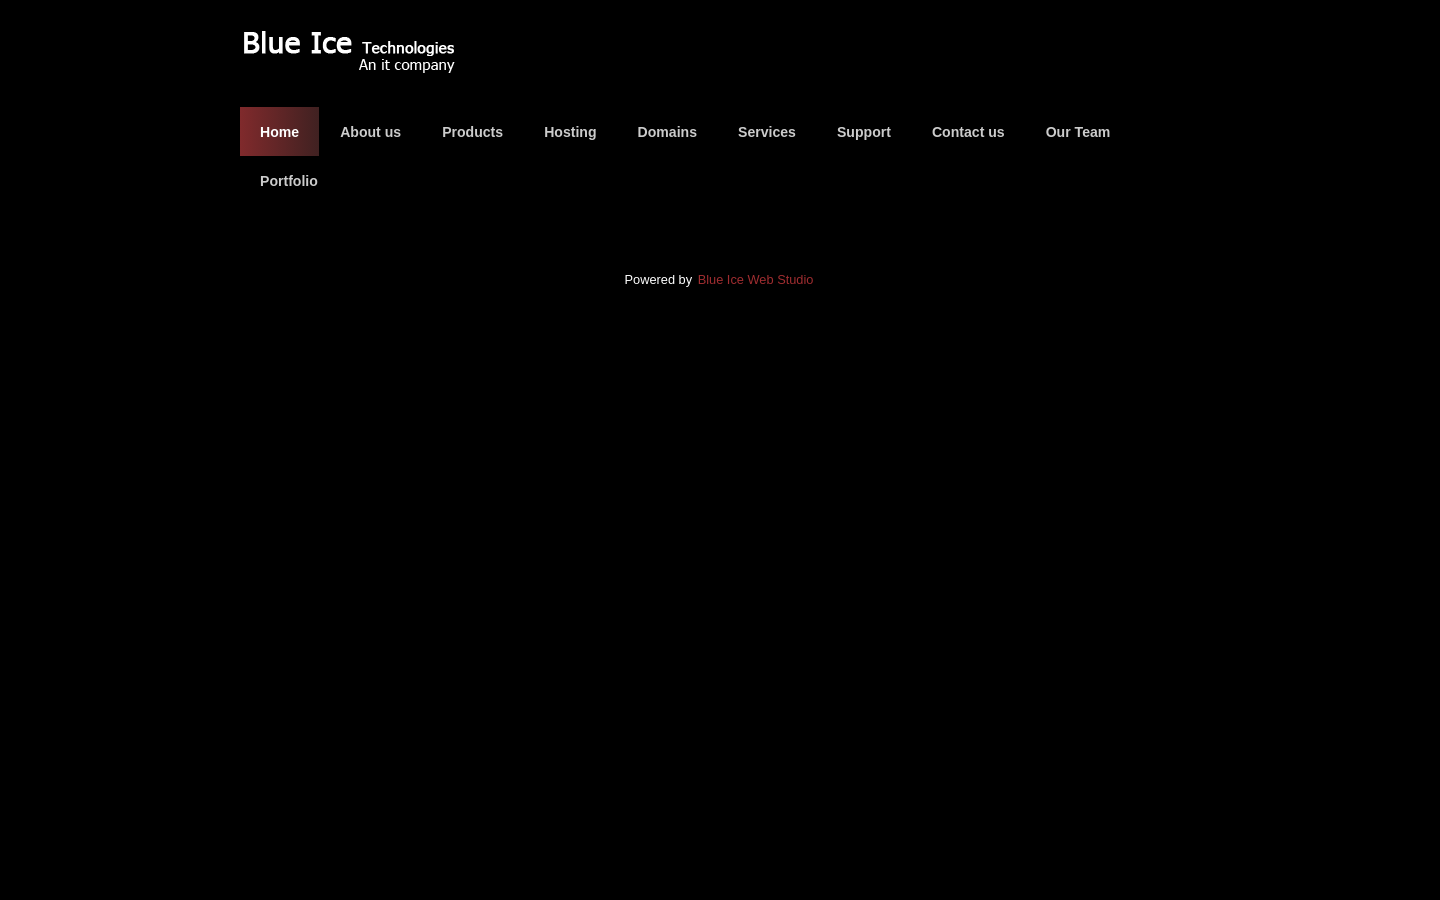 Blue Ice Technologies
An it company
Home About us Products Hosting Domains Services Support Contact us Our Team
Portfolio
Powered by Blue Ice Web Studio